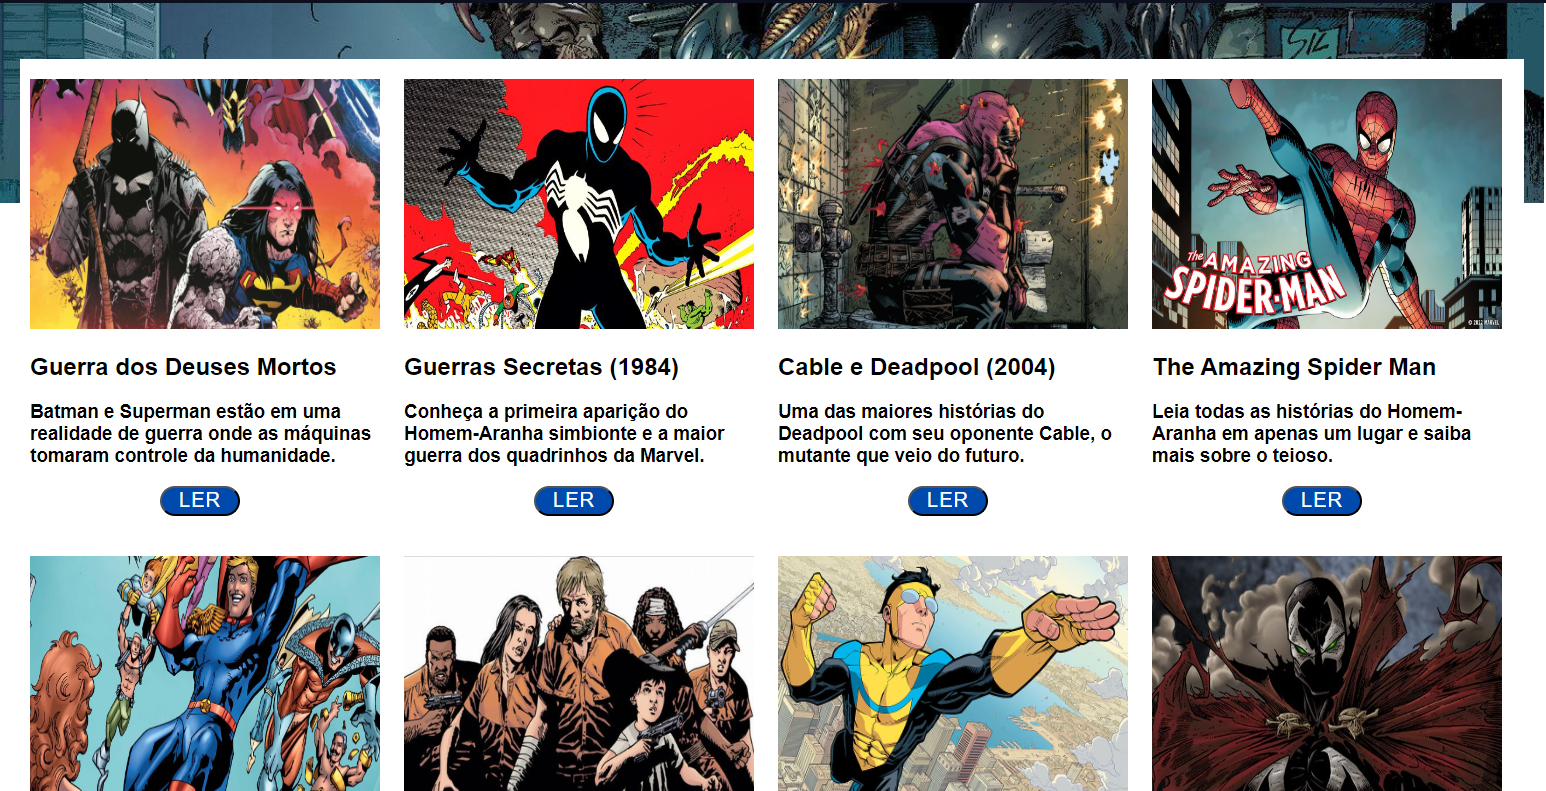 SIZ
the AMAZING
SPIDER-MAN
© 2022 MARVEL
Guerra dos Deuses Mortos
Batman e Superman estão em uma
realidade de guerra onde as máquinas
tomaram controle da humanidade.
LER
Guerras Secretas (1984)
Conheça a primeira aparição do
Homem-Aranha simbionte e a maior
guerra dos quadrinhos da Marvel.
LER
Cable e Deadpool (2004)
Uma das maiores histórias do
Deadpool com seu oponente Cable, o
mutante que veio do futuro.
LER
The Amazing Spider Man
Leia todas as histórias do Homem-
Aranha em apenas um lugar e saiba
mais sobre o teioso.
LER